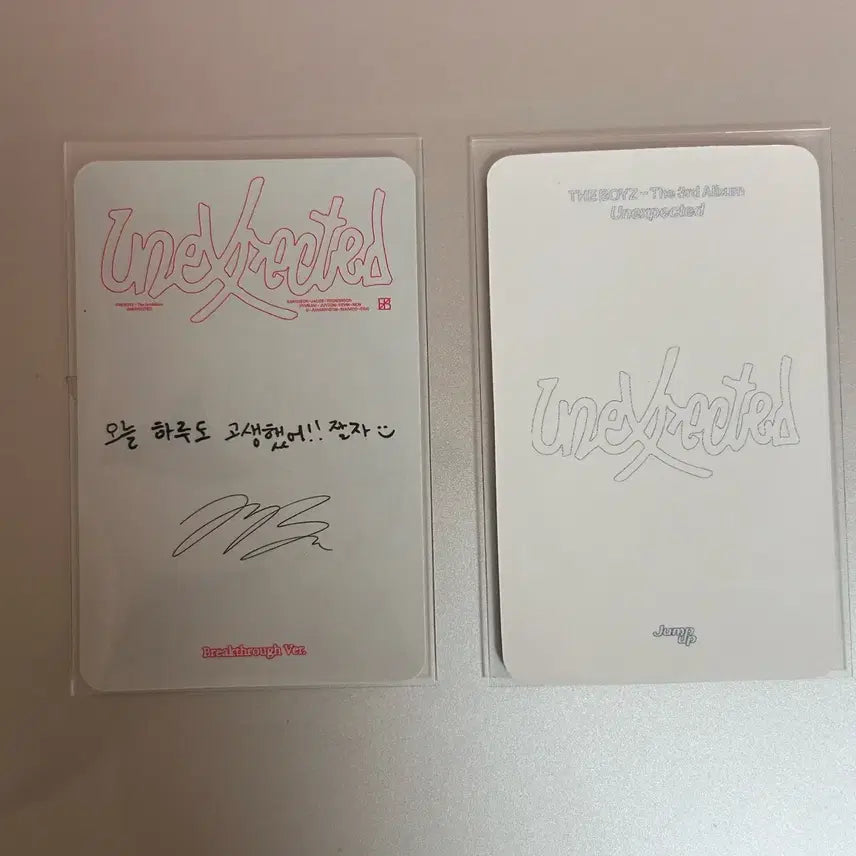 Unexpected
오늘 하루도 고생했어!! 잘자
Breakthrough Ver.
THE BOYZ - The 3rd Album
Unexpected
Unexpected
Jump
up